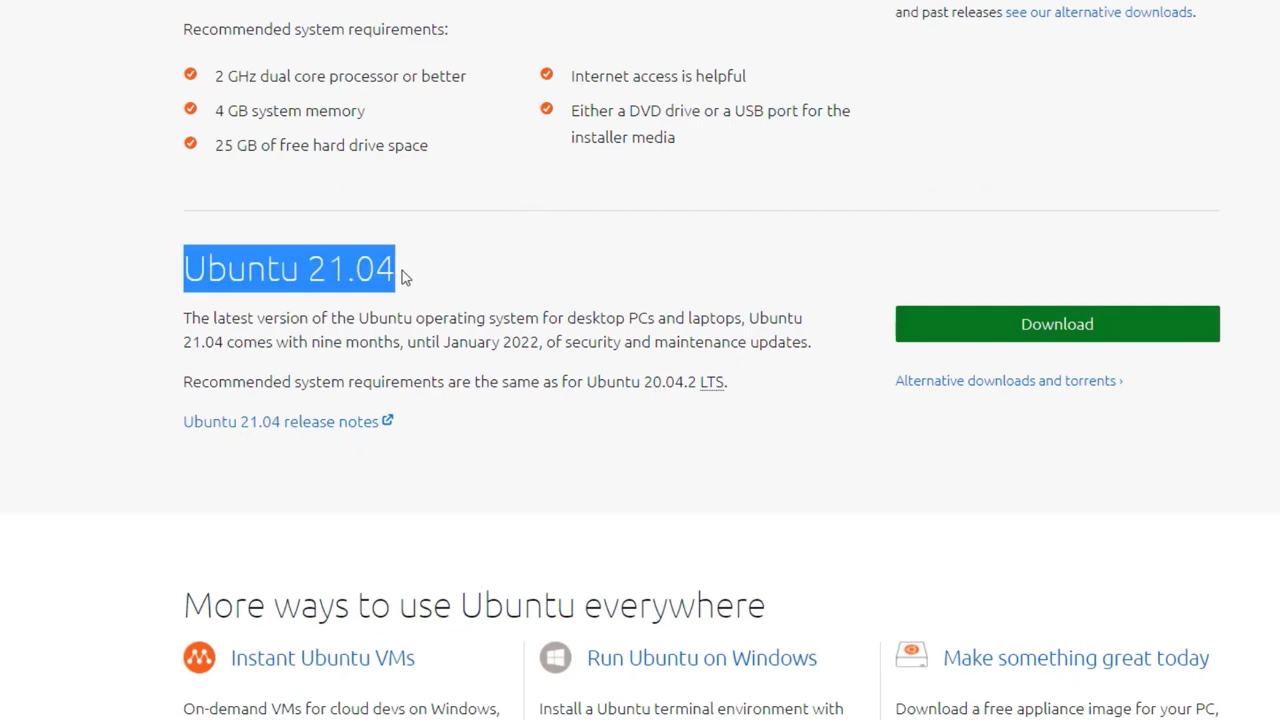 and past releases see our alternative downloads.
Recommended system requirements:
2 GHz dual core processor or better
4 GB system memory
25 GB of free hard drive space
Internet access is helpful
Either a DVD drive or a USB port for the
installer media
Ubuntu 21.04
The latest version of the Ubuntu operating system for desktop PCs and laptops, Ubuntu
21.04 comes with nine months, until January 2022, of security and maintenance updates.
Recommended system requirements are the same as for Ubuntu 20.04.2 LTS.
Ubuntu 21.04 release notes
Download
Alternative downloads and torrents ›
More ways to use Ubuntu everywhere
Instant Ubuntu VMs
On-demand VMs for cloud devs on Windows,
Run Ubuntu on Windows
Install a Ubuntu terminal environment with
Make something great today
Download a free appliance image for your PC,